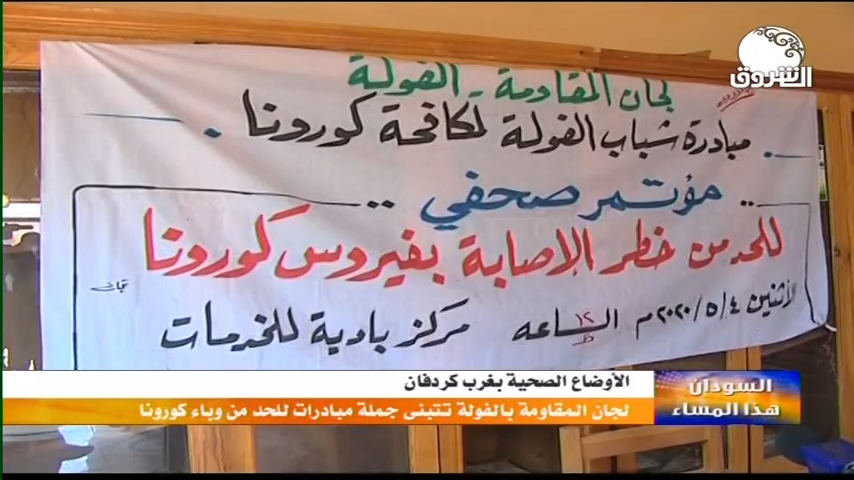 الشروق
لجان المقاومة - الفولة
مبادرة شباب الفولة لمكافحة كورونا .
.. مؤتمر صحفي ..
للحد من خطر الإصابة بفيروس كورونا
الأثنين ٢٠٢٠/٥/٤م الساعه ١٢ ظ
مركز بادية للخدمات
السودان
هذا المساء
الأوضاع الصحية بغرب كردفان
لجان المقاومة بالفولة تتبنى جملة مبادرات للحد من وباء كورونا